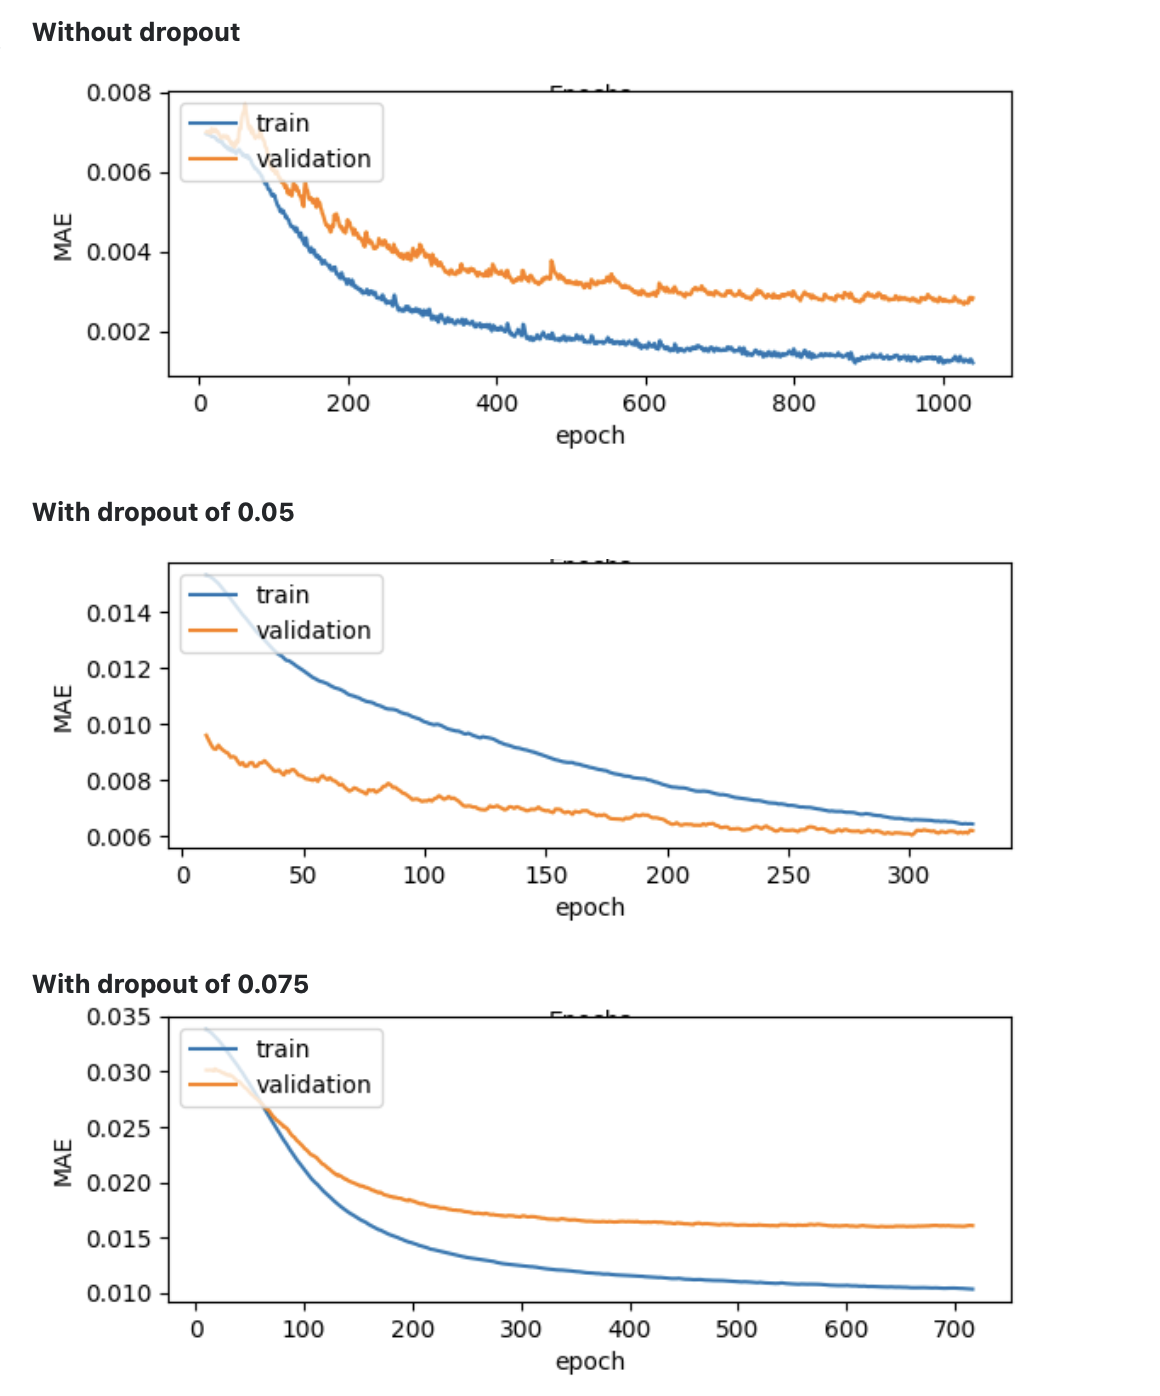 Without dropout
Epochs
0.008
train
validation
0.006
MAE
0.004
0.002
0 200 400 600 800 1000
epoch
With dropout of 0.05
Epochs
train
0.014
validation
0.012
MAE
0.010
0.008
0.006
0 50 100 150 200 250 300
epoch
With dropout of 0.075
Epochs
0.035
train
0.030
validation
0.025
MAE
0.020
0.015
0.010
0 100 200 300 400 500 600 700
epoch